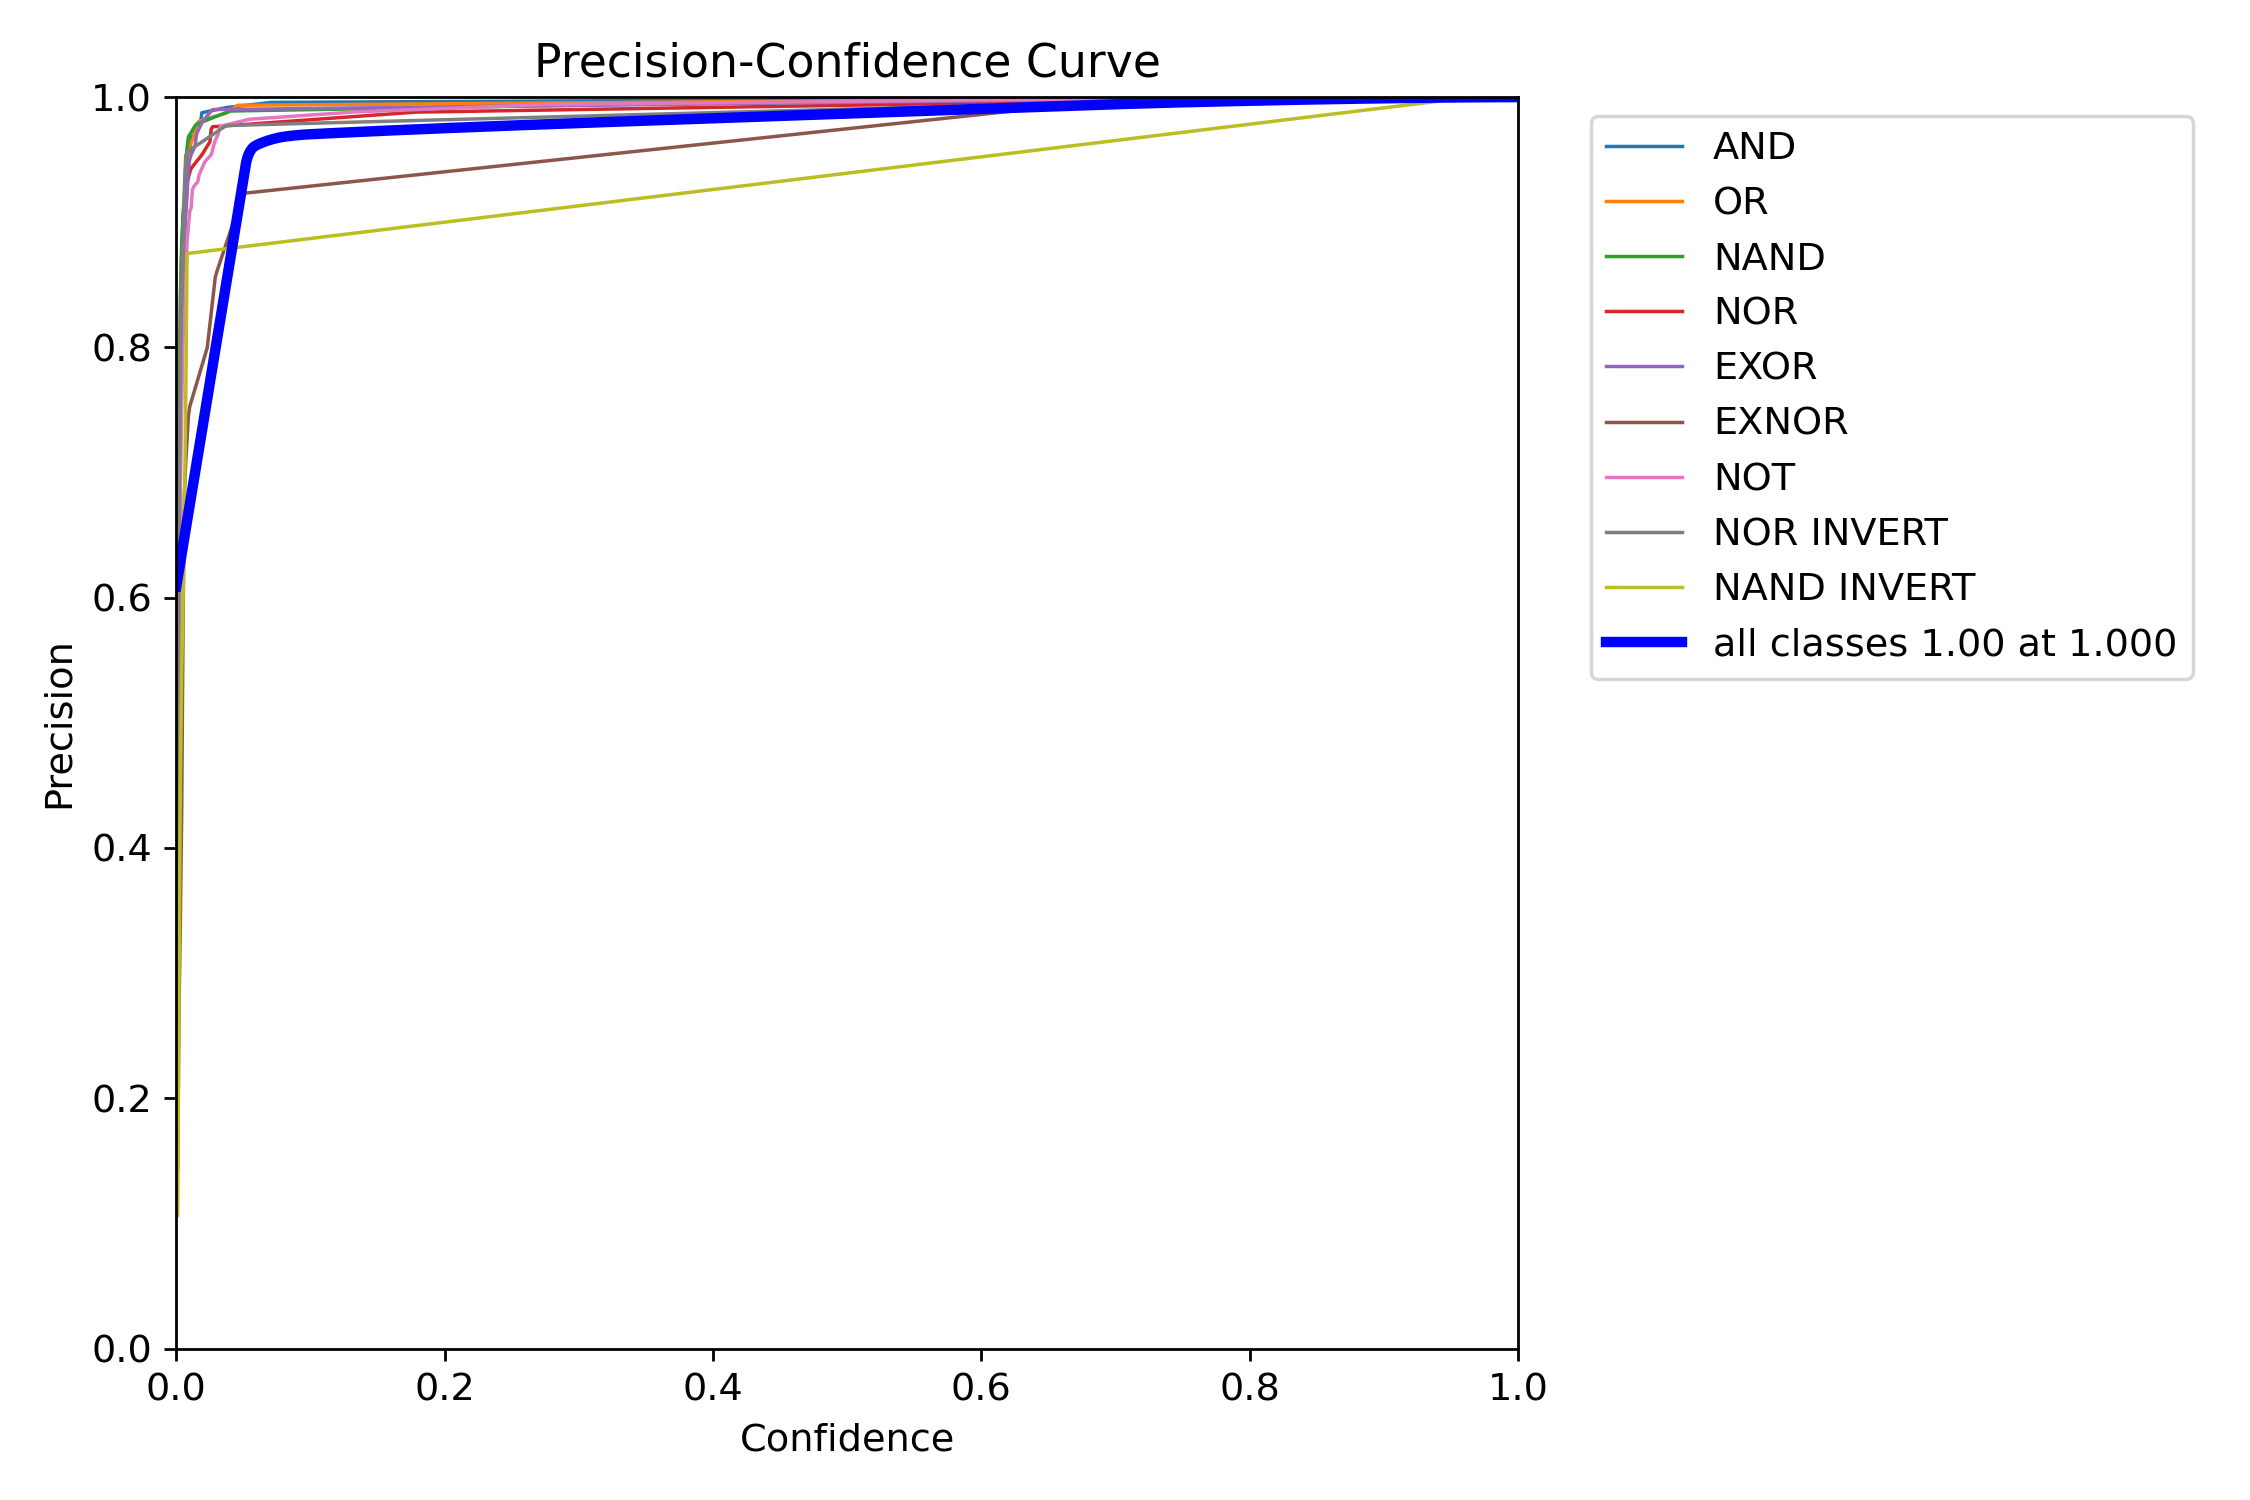 Precision-Confidence Curve
1.0
0.8
0.6
0.4
0.2
0.0
Precision
0.0 0.2 0.4 0.6 0.8 1.0
Confidence
AND
OR
NAND
NOR
EXOR
EXNOR
NOT
NOR INVERT
NAND INVERT
all classes 1.00 at 1.000